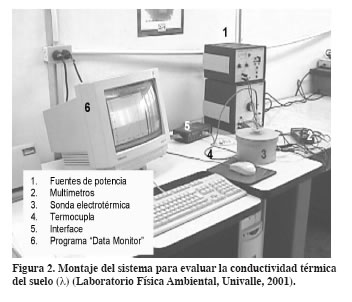 1
6
5
4
3
1. Fuentes de potencia
2. Multimetros
3. Sonda electrotérmica
4. Termocupla
5. Interface
6. Programa "Data Monitor"
Figura 2. Montaje del sistema para evaluar la conductividad térmica
del suelo (λ) (Laboratorio Física Ambiental, Univalle, 2001).